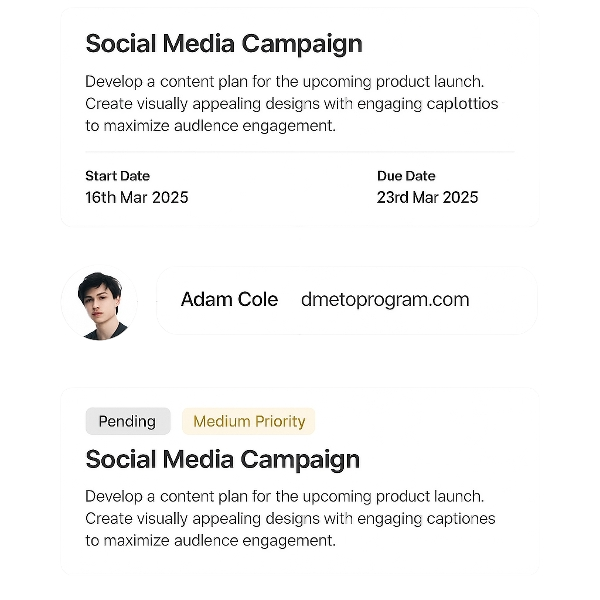 Social Media Campaign
Develop a content plan for the upcoming product launch.
Create visually appealing designs with engaging caplottios
to maximize audlence engagement.
Start Date
Due Date
16th Mar 2025
23rd Mar 2025
Adam Cole dmetoprogram.com
Pending Medium Priority
Social Media Campaign
Develop a content plan for the upcoming product launch.
Create visually appealing designs with engaging captiones
to maximize audlence engagement.